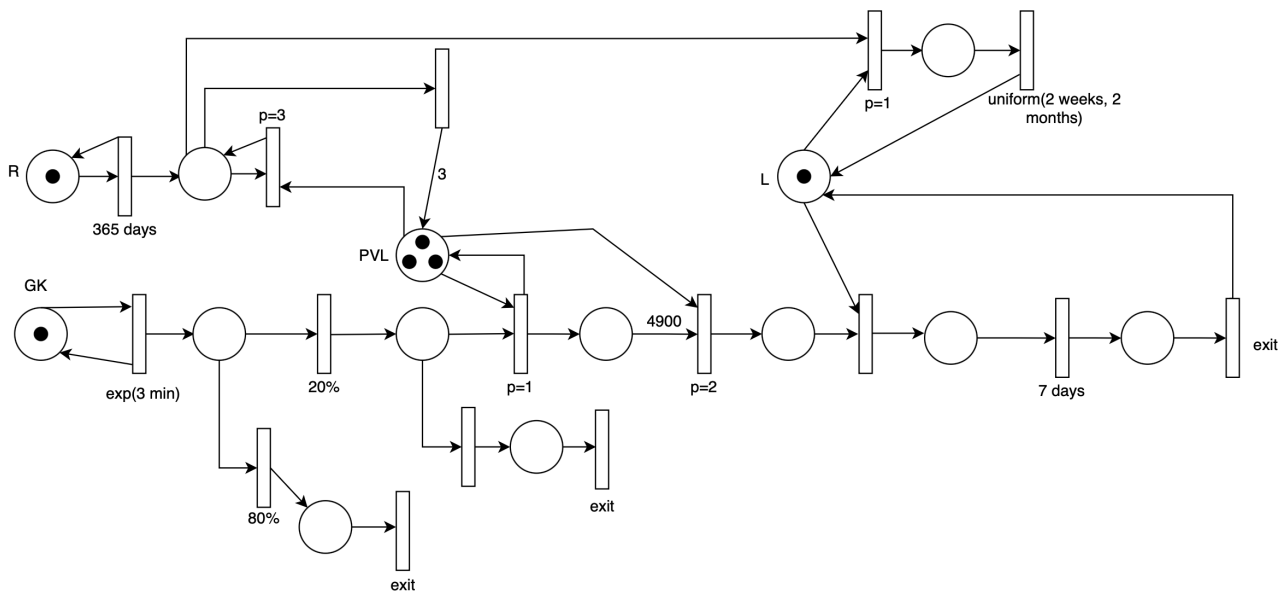 p=1
uniform(2 weeks, 2
months)
p=3
R
3
L
365 days
PVL
GK
4900
exit
exp(3 min)
20%
p=1
p=2
7 days
exit
80%
exit